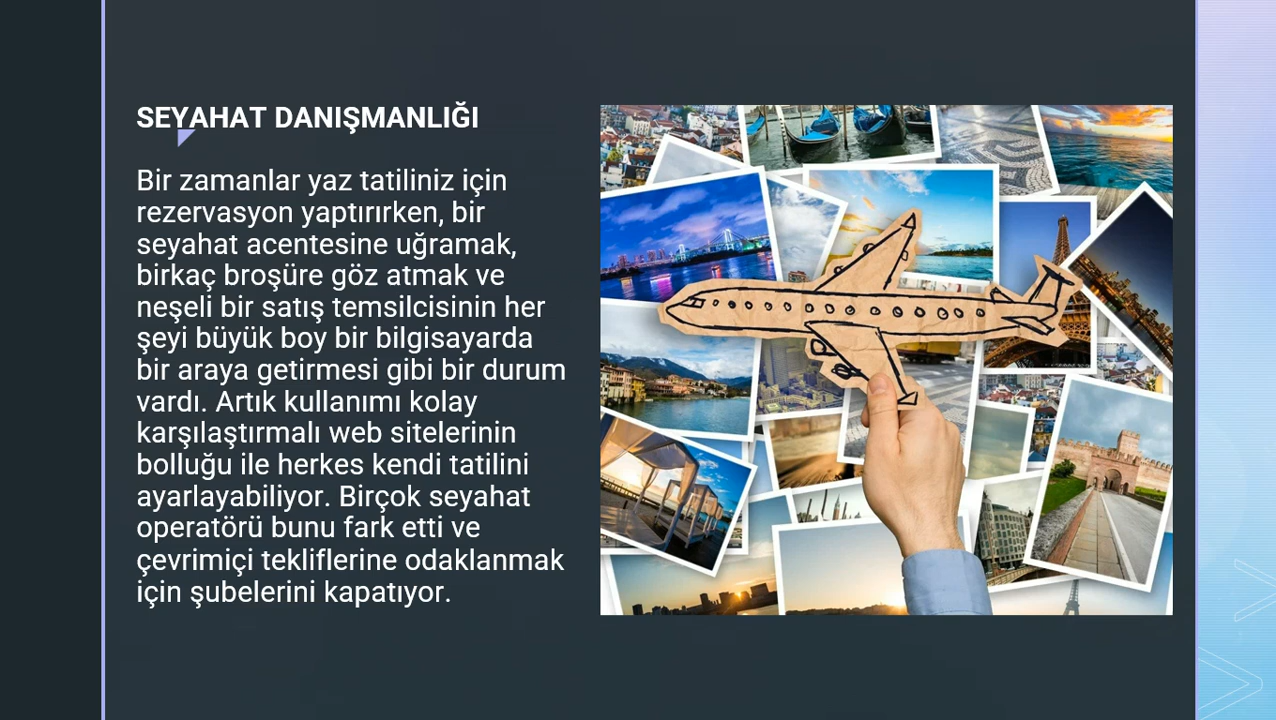 SEYAHAT DANIŞMANLIĞI
Bir zamanlar yaz tatiliniz için
rezervasyon yaptırırken, bir
seyahat acentesine uğramak,
birkaç broşüre göz atmak ve
neşeli bir satış temsilcisinin her
şeyi büyük boy bir bilgisayarda
bir araya getirmesi gibi bir durum
vardı. Artık kullanımı kolay
karşılaştırmalı web sitelerinin
bolluğu ile herkes kendi tatilini
ayarlayabiliyor. Birçok seyahat
operatörü bunu fark etti ve
çevrimiçi tekliflerine odaklanmak
için şubelerini kapatıyor.